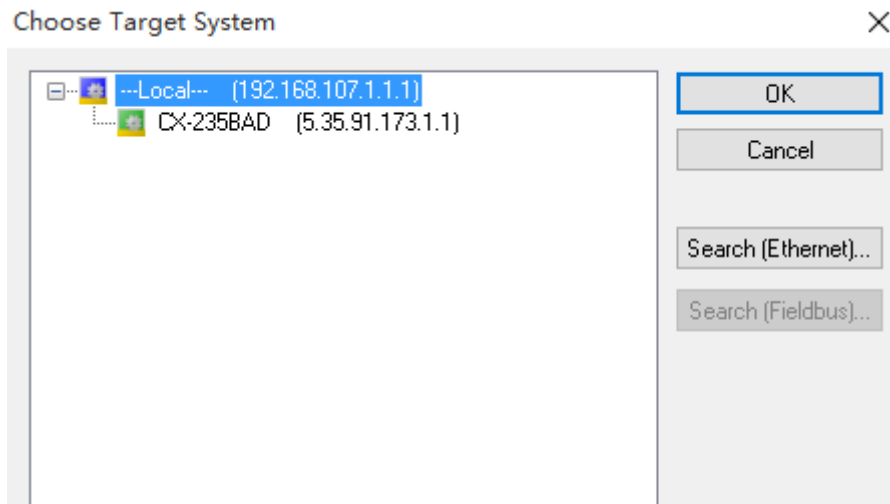 Choose Target System
---Local--- (192.168.107.1.1.1)
CX-235BAD (5.35.91.173.1.1)
OK
Cancel
Search (Ethernet)...
Search (Fieldbus)...